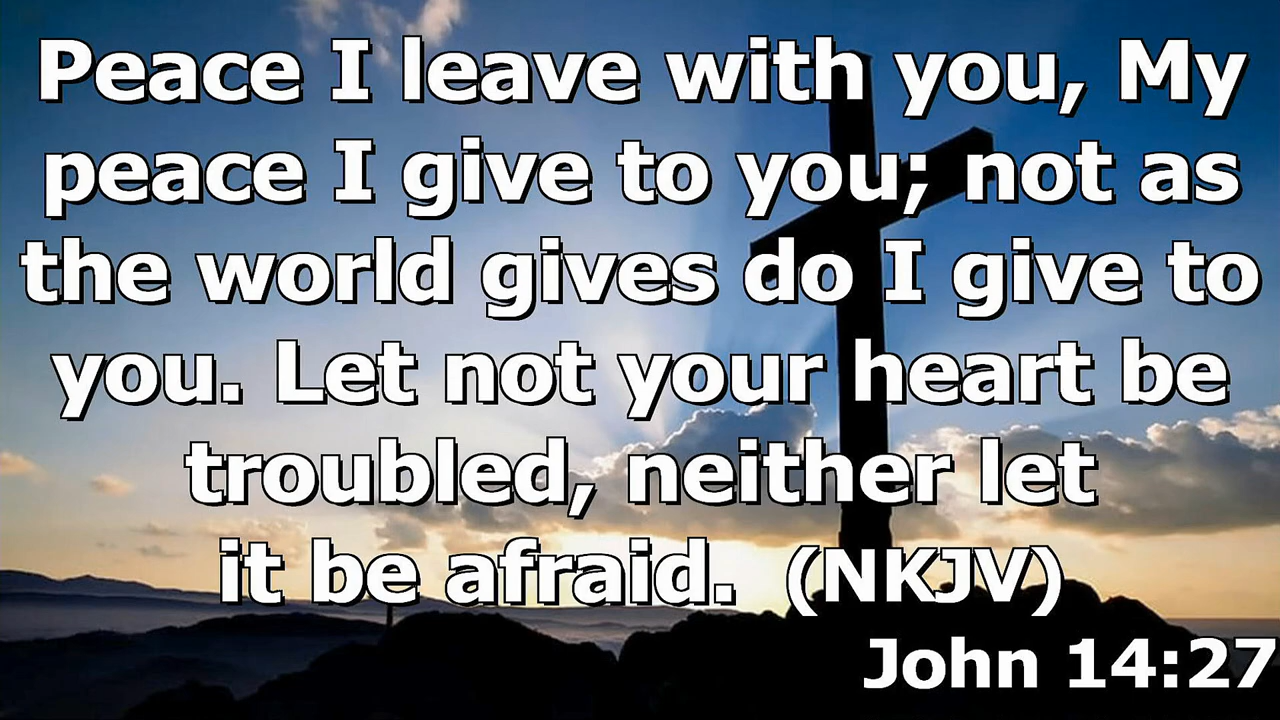 Peace I leave with you, My
peace I give to you; not as
the world gives do I give to
you. Let not your heart be
troubled, neither let
it be afraid. (NKJV)
John 14:27